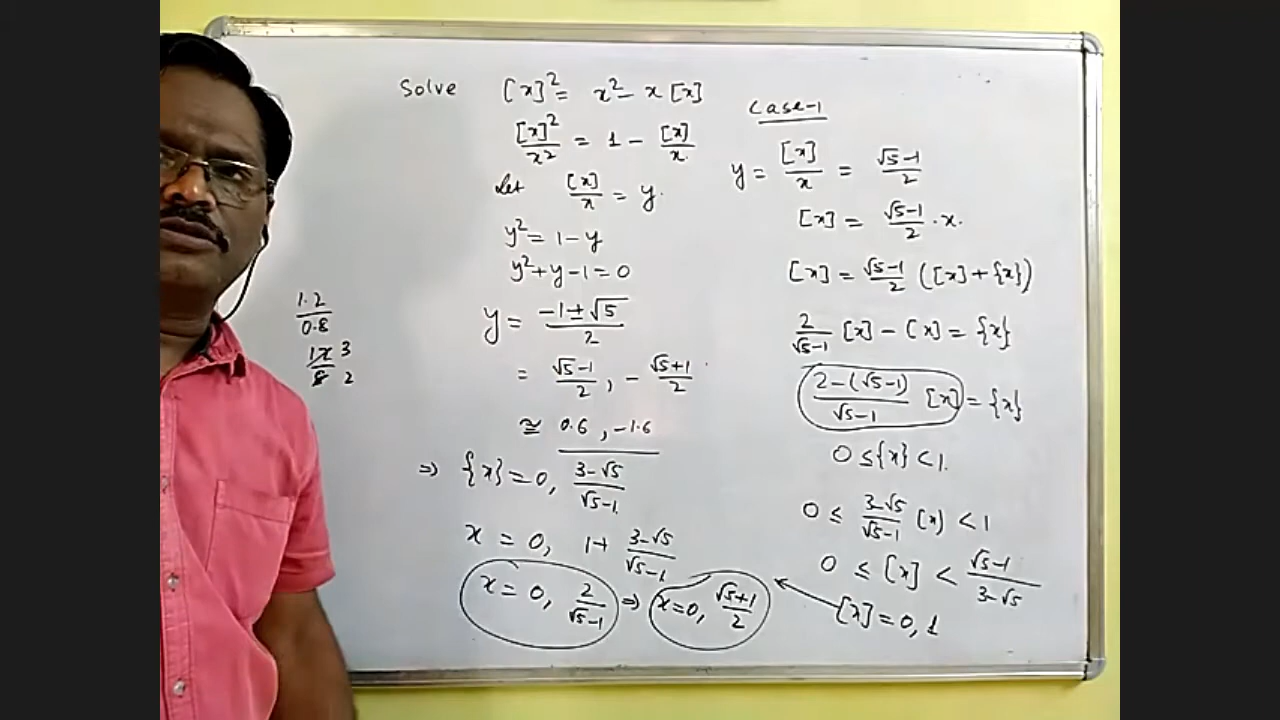 Solve [x]² = x² - x[x]
[x]²/x² = 1 - [x]/x.
Let [x]/x = y.
y² = 1 - y
y² + y - 1 = 0
y = (-1 ± √5)/2
= (√5-1)/2, -(√5+1)/2
≅ 0.6, -1.6
⇒ {x} = 0, (3-√5)/(√5-1)
x = 0, 1 + (3-√5)/(√5-1)
x = 0, 2/(√5-1) ⇒ x=0, (√5+1)/2
1.2/0.8
12/8 3
2
Case-1
y = [x]/x = (√5-1)/2
[x] = (√5-1)/2 · x.
[x] = (√5-1)/2 ([x] + {x})
2/(√5-1) [x] - [x] = {x}
(2-(√5-1))/(√5-1) [x] = {x}
0 ≤ {x} < 1.
0 ≤ (3-√5)/(√5-1) [x] < 1
0 ≤ [x] < (√5-1)/(3-√5)
[x] = 0, 1